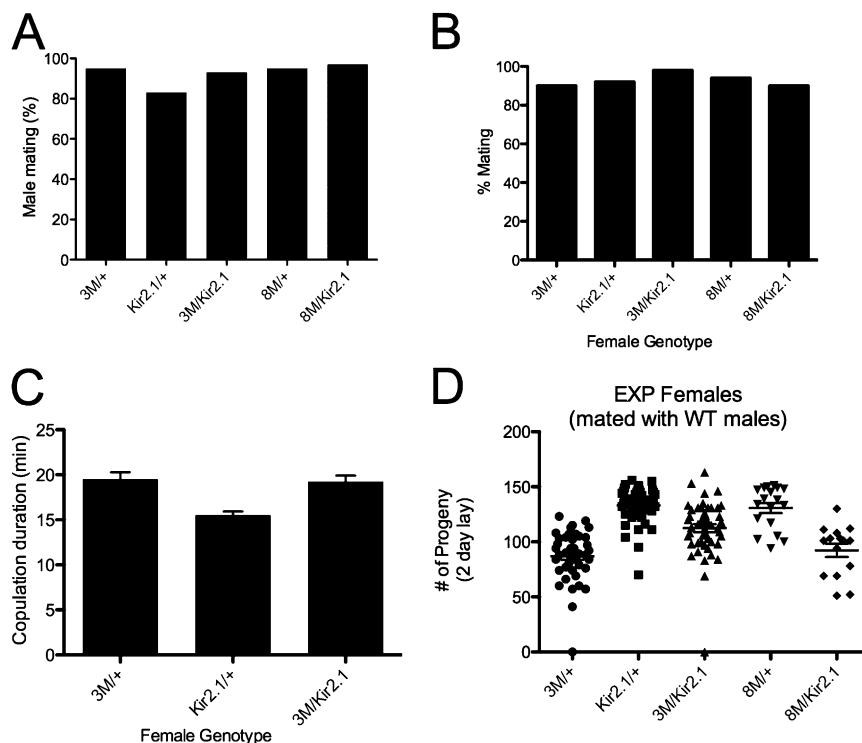 A
Male mating (%)
100
80
60
40
20
0
3M/+
Kir2.1/+
3M/Kir2.1
8M/+
8M/Kir2.1
B
% Mating
100
80
60
40
20
0
3M/+
Kir2.1/+
3M/Kir2.1
8M/+
8M/Kir2.1
Female Genotype
C
Copulation duration (min)
25
20
15
10
5
0
3M/+
Kir2.1/+
3M/Kir2.1
Female Genotype
D
EXP Females
(mated with WT males)
# of Progeny
(2 day lay)
200
150
100
50
0
3M/+
Kir2.1/+
3M/Kir2.1
8M/+
8M/Kir2.1